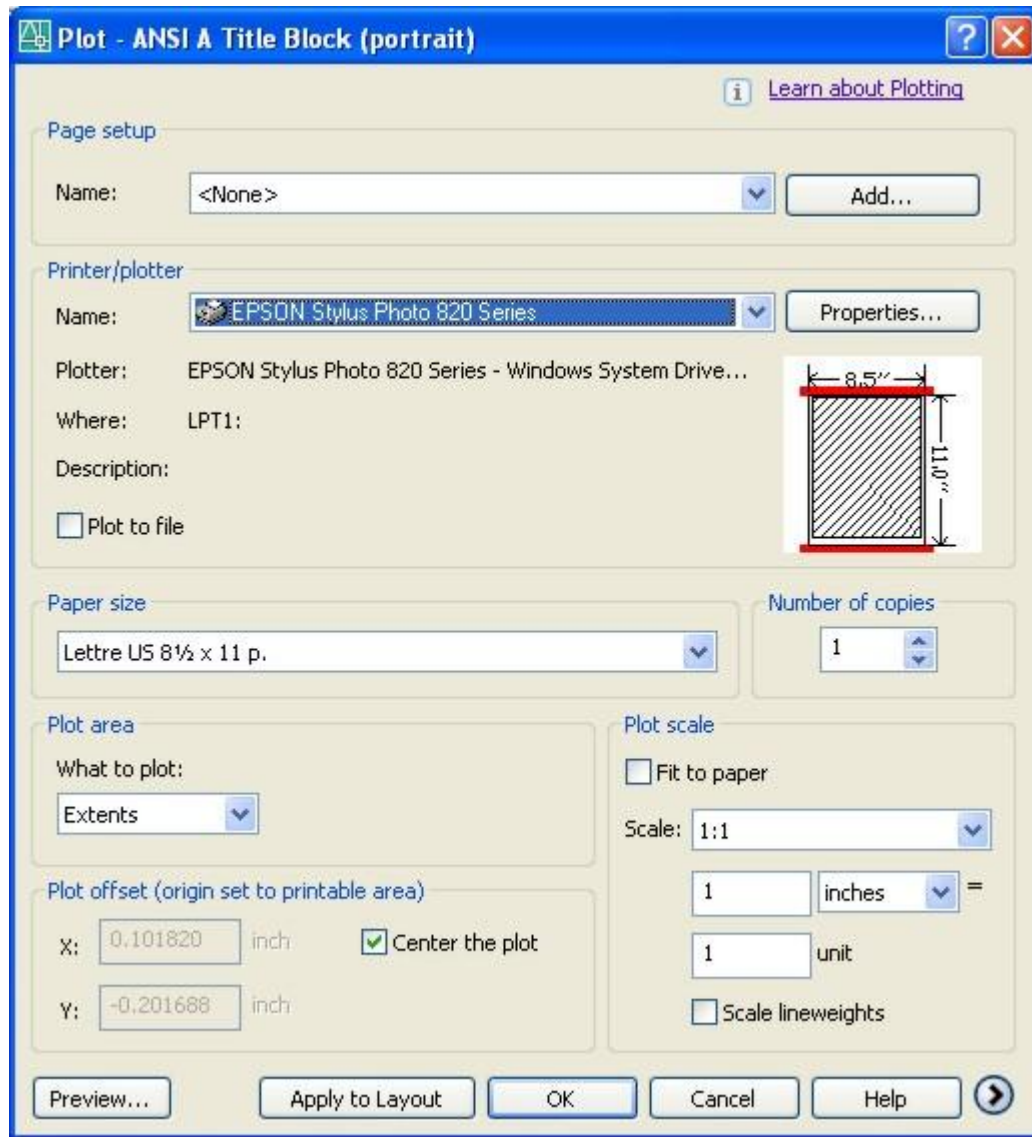 Plot - ANSI A Title Block (portrait)
Learn about Plotting
Page setup
Name: <None> Add...
Printer/plotter
Name: EPSON Stylus Photo 820 Series Properties...
Plotter: EPSON Stylus Photo 820 Series - Windows System Drive...
Where: LPT1:
Description:
Plot to file
8.5″
11.0″
Paper size
Lettre US 8½ x 11 p.
Number of copies
1
Plot area
What to plot:
Extents
Plot offset (origin set to printable area)
X: 0.101820 inch Center the plot
Y: -0.201688 inch
Plot scale
Fit to paper
Scale: 1:1
1 inches =
1 unit
Scale lineweights
Preview... Apply to Layout OK Cancel Help